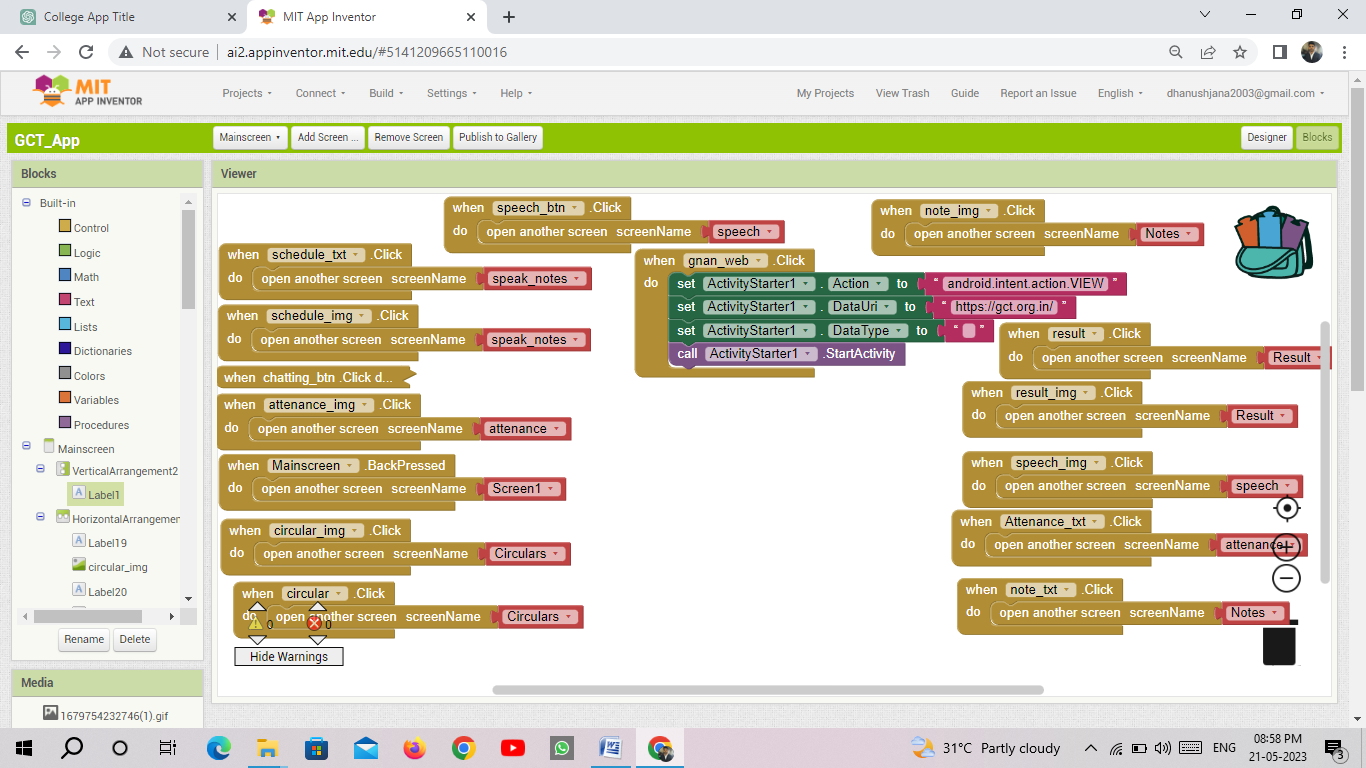 College App Title
MIT App Inventor
Not secure
ai2.appinventor.mit.edu/#5141209665110016
MIT
APP INVENTOR
Projects
Connect
Build
Settings
Help
My Projects
View Trash
Guide
Report an Issue
English
dhanushjana2003@gmail.com
GCT_App
Mainscreen
Add Screen ...
Remove Screen
Publish to Gallery
Designer
Blocks
Blocks
Built-in
Control
Logic
Math
Text
Lists
Dictionaries
Colors
Variables
Procedures
Mainscreen
VerticalArrangement2
Label1
HorizontalArrangemen
Label19
circular_img
Label20
Rename
Delete
Media
1679754232746(1).gif
Viewer
when speech_btn .Click
do open another screen screenName speech
when note_img .Click
do open another screen screenName Notes
when schedule_txt .Click
do open another screen screenName speak_notes
when gnan_web .Click
do set ActivityStarter1 . Action to " android.intent.action.VIEW "
set ActivityStarter1 . DataUri to " https://gct.org.in/ "
set ActivityStarter1 . DataType to " "
call ActivityStarter1 .StartActivity
when schedule_img .Click
do open another screen screenName speak_notes
when result .Click
do open another screen screenName Result
when chatting_btn .Click d...
when result_img .Click
do open another screen screenName Result
when attenance_img .Click
do open another screen screenName attenance
when Mainscreen .BackPressed
do open another screen screenName Screen1
when speech_img .Click
do open another screen screenName speech
when circular_img .Click
do open another screen screenName Circulars
when Attenance_txt .Click
do open another screen screenName attenance
when circular .Click
do open another screen screenName Circulars
when note_txt .Click
do open another screen screenName Notes
0
0
Hide Warnings
31°C Partly cloudy
ENG
08:58 PM
21-05-2023
3